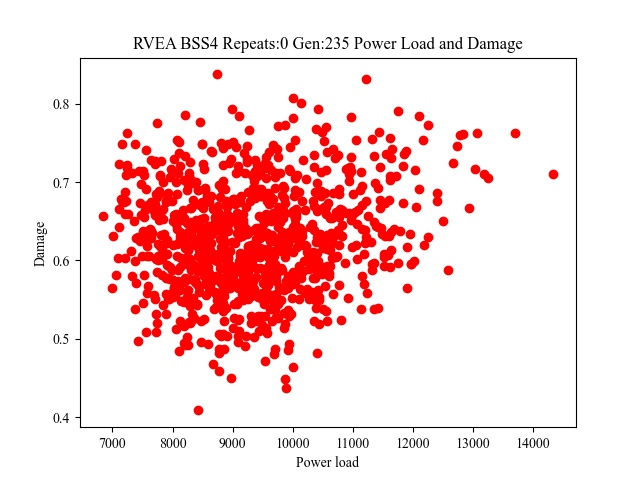 RVEA BSS4 Repeats:0 Gen:235 Power Load and Damage
Damage
0.8
0.7
0.6
0.5
0.4
7000 8000 9000 10000 11000 12000 13000 14000
Power load